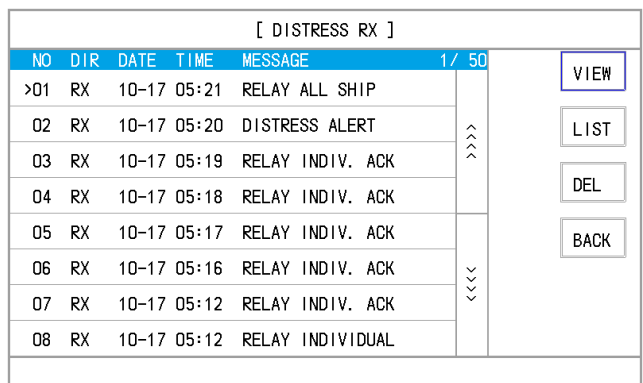 [ DISTRESS RX ]
NO DIR DATE TIME MESSAGE 1/ 50
>01 RX 10-17 05:21 RELAY ALL SHIP
02 RX 10-17 05:20 DISTRESS ALERT
03 RX 10-17 05:19 RELAY INDIV. ACK
04 RX 10-17 05:18 RELAY INDIV. ACK
05 RX 10-17 05:17 RELAY INDIV. ACK
06 RX 10-17 05:16 RELAY INDIV. ACK
07 RX 10-17 05:12 RELAY INDIV. ACK
08 RX 10-17 05:12 RELAY INDIVIDUAL
VIEW
LIST
DEL
BACK